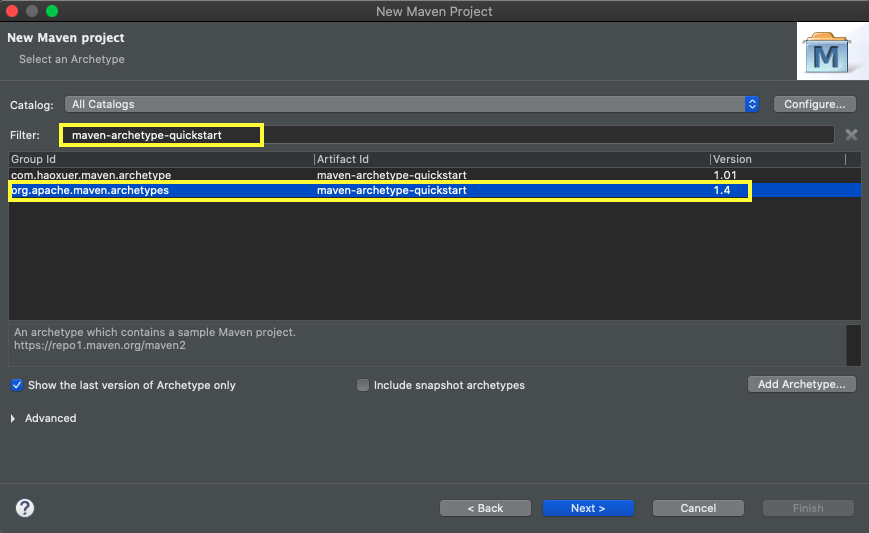 New Maven Project
New Maven project
Select an Archetype
M
Catalog: All Catalogs Configure...
Filter: maven-archetype-quickstart
Group Id Artifact Id Version
com.haoxuer.maven.archetype maven-archetype-quickstart 1.01
org.apache.maven.archetypes maven-archetype-quickstart 1.4
An archetype which contains a sample Maven project.
https://repo1.maven.org/maven2
Show the last version of Archetype only Include snapshot archetypes Add Archetype...
Advanced
? < Back Next > Cancel Finish